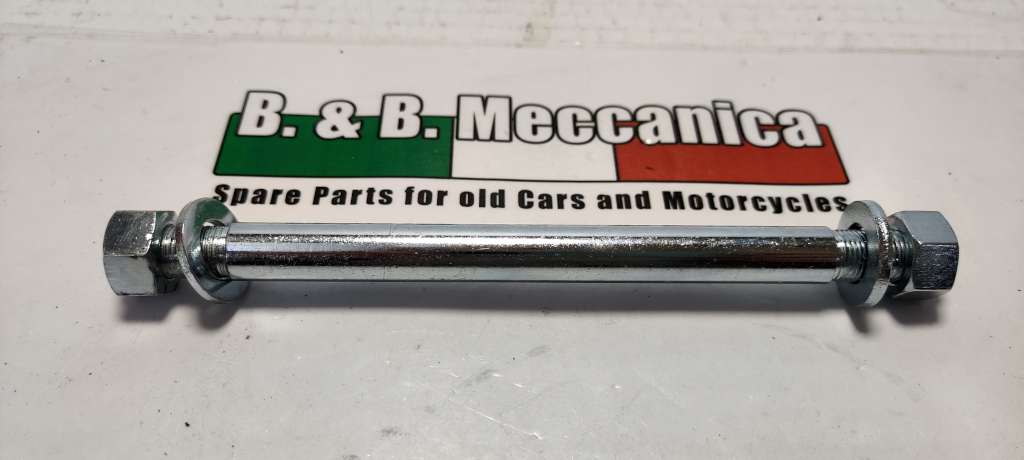 B. & B. Meccanica
Spare Parts for old Cars and Motorcycles